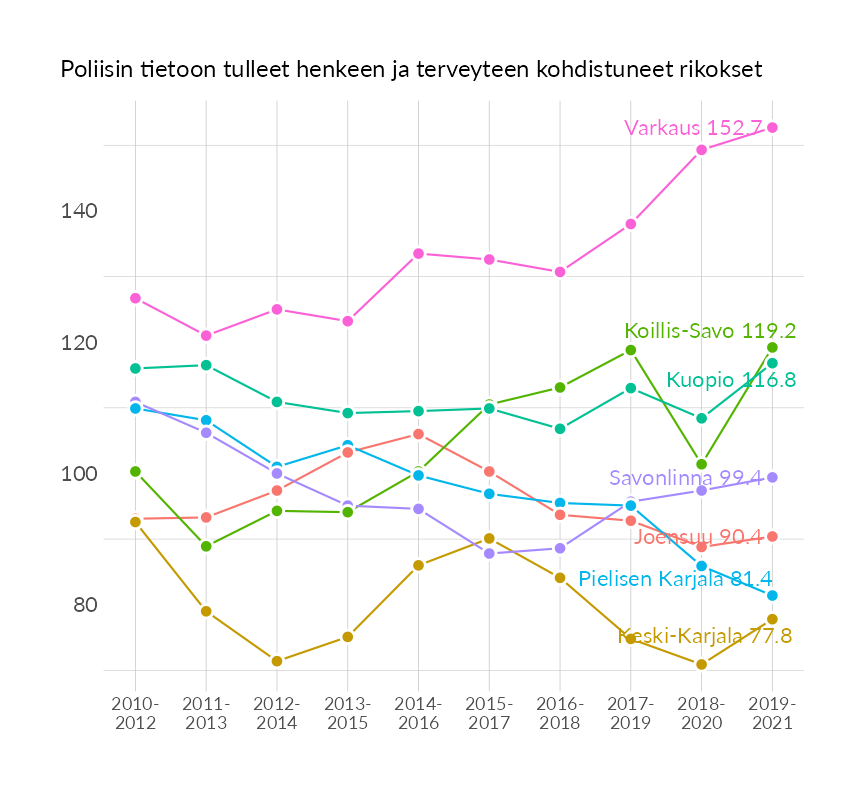 Poliisin tietoon tulleet henkeen ja terveyteen kohdistuneet rikokset
Varkaus 152.7
140
120
Koillis-Savo 119.2
Kuopio 116.8
100
Savonlinna 99.4
Joensuu 90.4
Pielisen Karjala 81.4
80
Keski-Karjala 77.8
2010- 2011- 2012- 2013- 2014- 2015- 2016- 2017- 2018- 2019-
2012 2013 2014 2015 2016 2017 2018 2019 2020 2021